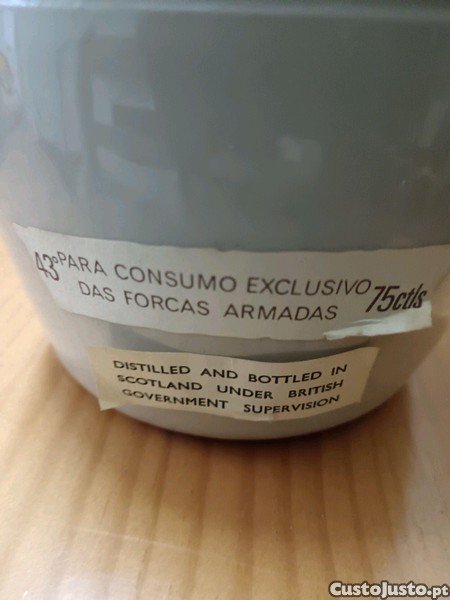 43° PARA CONSUMO EXCLUSIVO 75ctls
DAS FORCAS ARMADAS
DISTILLED AND BOTTLED IN
SCOTLAND UNDER BRITISH
GOVERNMENT SUPERVISION
CustoJusto.pt